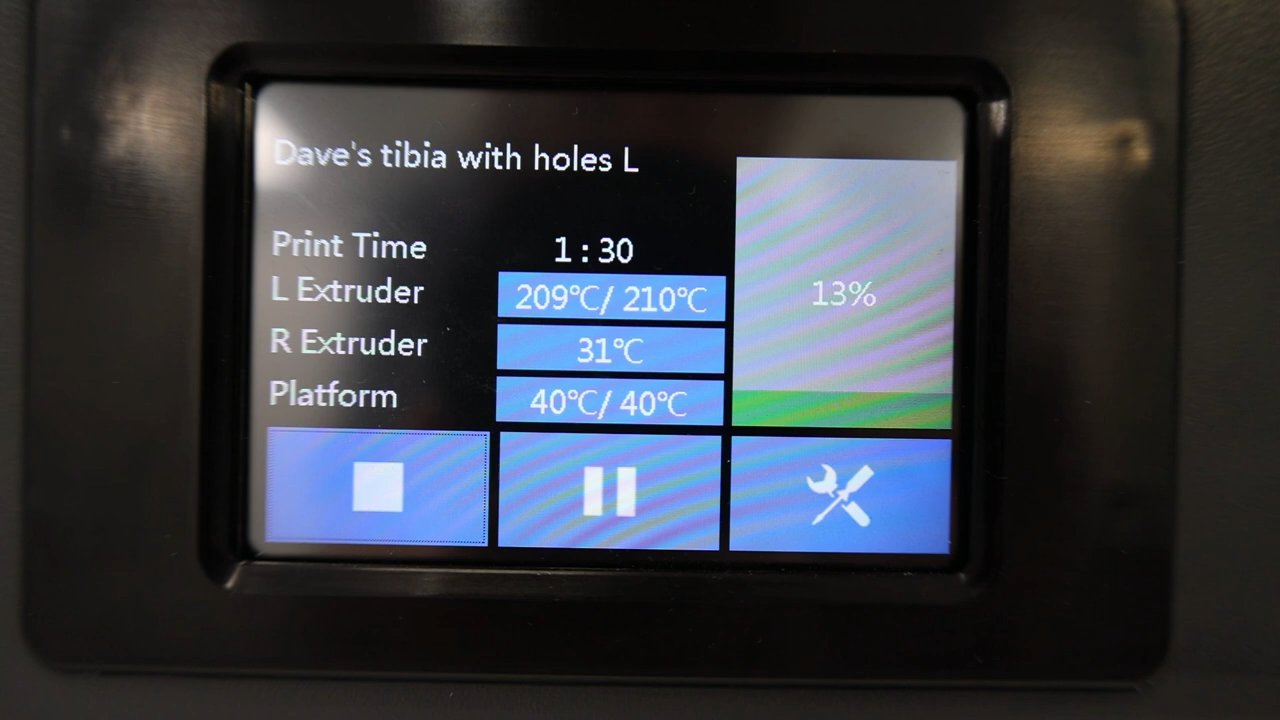 Dave's tibia with holes L
Print Time 1:30
L Extruder 209℃/ 210℃
R Extruder 31℃
Platform 40℃/ 40℃
13%